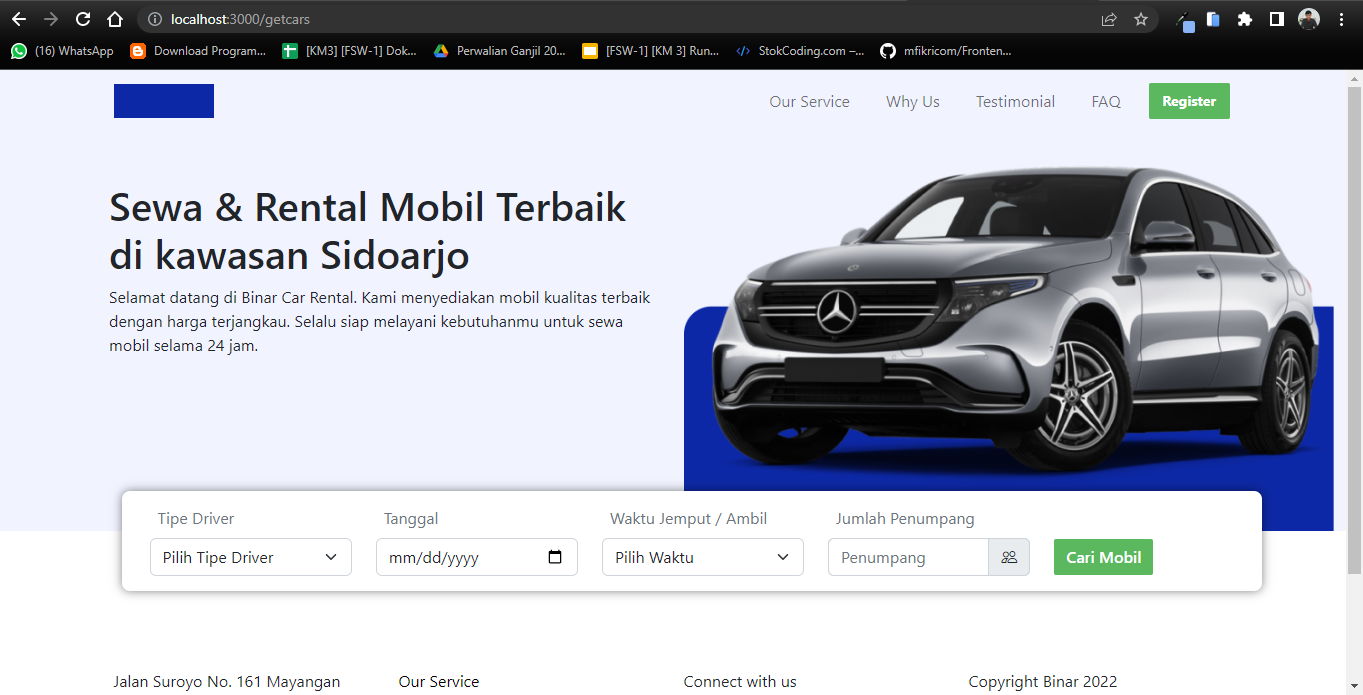 localhost:3000/getcars
(16) WhatsApp
Download Program...
[KM3] [FSW-1] Dok...
Perwalian Ganjil 20...
[FSW-1] [KM 3] Run...
StokCoding.com –...
mfikricom/Fronten...
Our Service
Why Us
Testimonial
FAQ
Register
Sewa & Rental Mobil Terbaik
di kawasan Sidoarjo
Selamat datang di Binar Car Rental. Kami menyediakan mobil kualitas terbaik
dengan harga terjangkau. Selalu siap melayani kebutuhanmu untuk sewa
mobil selama 24 jam.
Tipe Driver
Tanggal
Waktu Jemput / Ambil
Jumlah Penumpang
Pilih Tipe Driver
mm/dd/yyyy
Pilih Waktu
Penumpang
Cari Mobil
Jalan Suroyo No. 161 Mayangan
Our Service
Connect with us
Copyright Binar 2022